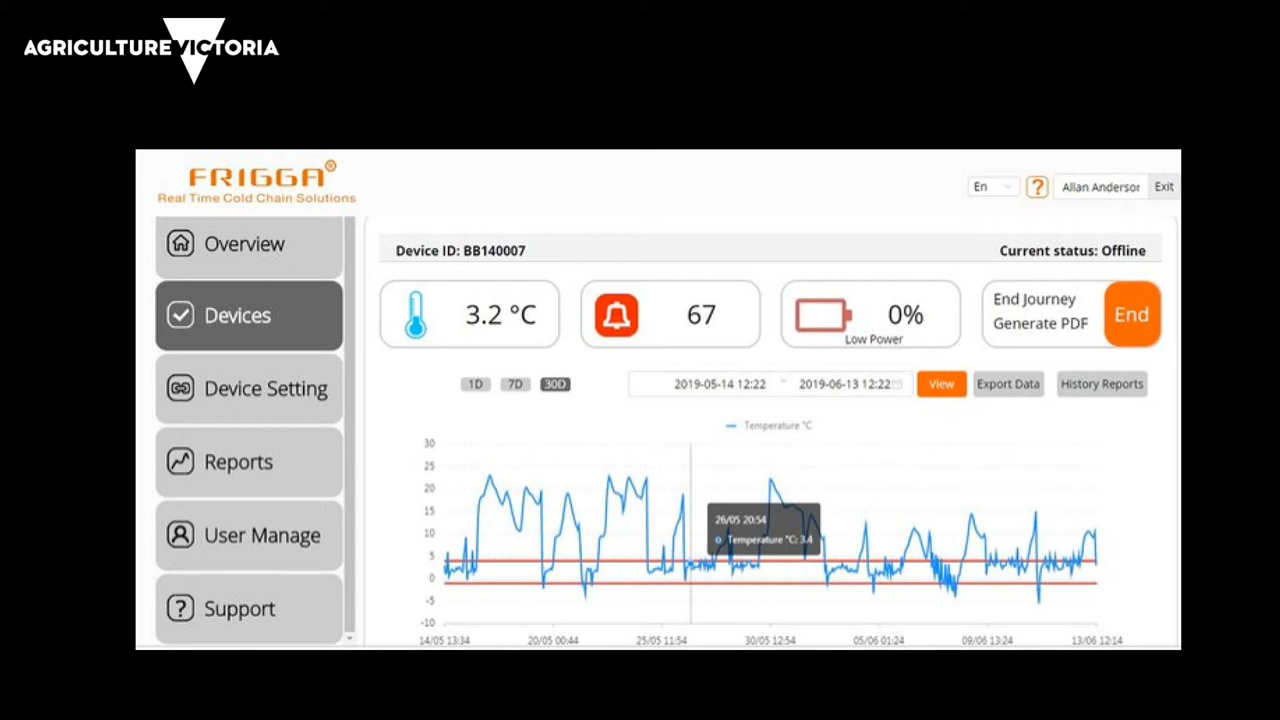 AGRICULTURE VICTORIA
FRIGGA®
Real Time Cold Chain Solutions
En
?
Allan Anderson
Exit
Overview
Devices
Device Setting
Reports
User Manage
Support
Device ID: BB140007
Current status: Offline
3.2 °C
67
0%
Low Power
End Journey
Generate PDF
End
1D
7D
30D
2019-05-14 12:22 ~ 2019-06-13 12:22
View
Export Data
History Reports
Temperature °C
30
25
20
15
10
5
0
-5
-10
26/05 20:54
Temperature °C: 3.4
14/05 13:34
20/05 00:44
25/05 11:54
30/05 12:54
05/06 01:24
09/06 13:24
13/06 12:14